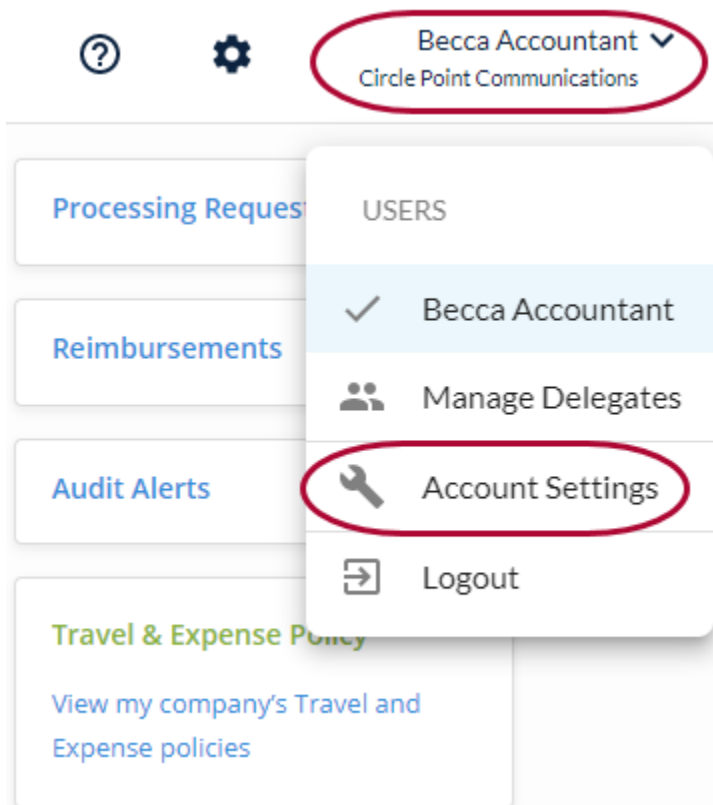 Becca Accountant
Circle Point Communications
Processing Reques
USERS
Becca Accountant
Reimbursements
Manage Delegates
Audit Alerts
Account Settings
Logout
Travel & Expense Policy
View my company's Travel and
Expense policies